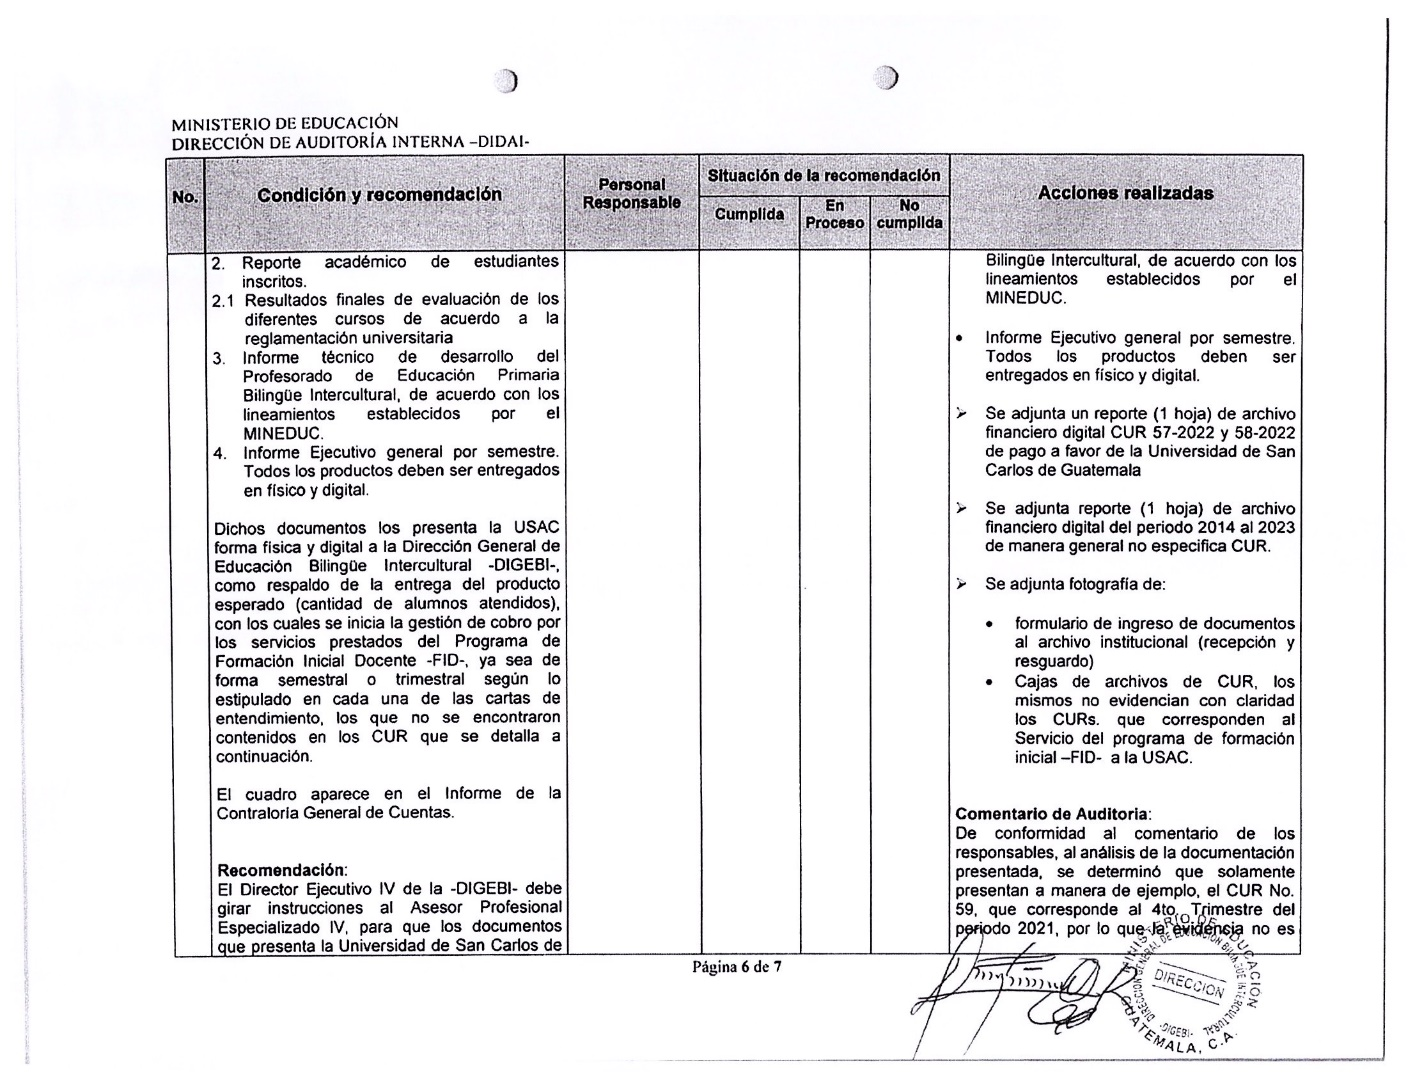 MINISTERIO DE EDUCACIÓN
DIRECCIÓN DE AUDITORÍA INTERNA –DIDAI-
No.
Condición y recomendación
Personal
Responsable
Situación de la recomendación
Cumplida
En
Proceso
No
cumplida
Acciones realizadas
2. Reporte académico de estudiantes
inscritos.
2.1 Resultados finales de evaluación de los
diferentes cursos de acuerdo a la
reglamentación universitaria
3. Informe técnico de desarrollo del
Profesorado de Educación Primaria
Bilingüe Intercultural, de acuerdo con los
lineamientos establecidos por el
MINEDUC.
4. Informe Ejecutivo general por semestre.
Todos los productos deben ser entregados
en físico y digital.
Dichos documentos los presenta la USAC
forma física y digital a la Dirección General de
Educación Bilingüe Intercultural -DIGEBI-,
como respaldo de la entrega del producto
esperado (cantidad de alumnos atendidos),
con los cuales se inicia la gestión de cobro por
los servicios prestados del Programa de
Formación Inicial Docente -FID-, ya sea de
forma semestral o trimestral según lo
estipulado en cada una de las cartas de
entendimiento, los que no se encontraron
contenidos en los CUR que se detalla a
continuación.
El cuadro aparece en el Informe de la
Contraloría General de Cuentas.
Recomendación:
El Director Ejecutivo IV de la -DIGEBI- debe
girar instrucciones al Asesor Profesional
Especializado IV, para que los documentos
que presenta la Universidad de San Carlos de
Bilingüe Intercultural, de acuerdo con los
lineamientos establecidos por el
MINEDUC.
• Informe Ejecutivo general por semestre.
Todos los productos deben ser
entregados en físico y digital.
➢ Se adjunta un reporte (1 hoja) de archivo
financiero digital CUR 57-2022 y 58-2022
de pago a favor de la Universidad de San
Carlos de Guatemala
➢ Se adjunta reporte (1 hoja) de archivo
financiero digital del periodo 2014 al 2023
de manera general no especifica CUR.
➢ Se adjunta fotografía de:
• formulario de ingreso de documentos
al archivo institucional (recepción y
resguardo)
• Cajas de archivos de CUR, los
mismos no evidencian con claridad
los CURs. que corresponden al
Servicio del programa de formación
inicial –FID- a la USAC.
Comentario de Auditoria:
De conformidad al comentario de los
responsables, al análisis de la documentación
presentada, se determinó que solamente
presentan a manera de ejemplo, el CUR No.
59, que corresponde al 4to. Trimestre del
periodo 2021, por lo que la evidencia no es
Página 6 de 7
MINISTERIO DE EDUCACIÓN
DIRECCIÓN GENERAL DE EDUCACIÓN BILINGÜE INTERCULTURAL
DIRECCION
-DIGEBI-
GUATEMALA, C.A.